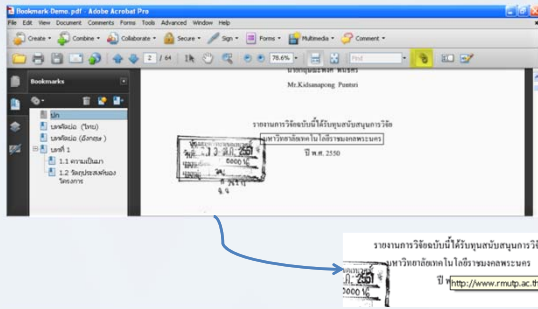 Bookmark-Demo.pdf - Adobe Acrobat Pro
File Edit View Document Comments Forms Tools Advanced Window Help
Create Combine Collaborate Secure Sign Forms Multimedia Comment
2 / 64 78.6% Find
Bookmarks
Mr.Kidsanapong Puntsri
ปก
บทคัดย่อ (ไทย)
บทคัดย่อ (อังกฤษ)
บทที่ 1
1.1 ความเป็นมา
1.2 วัตถุประสงค์ของ
โครงการ
รายงานการวิจัยฉบับนี้ได้รับทุนสนับสนุนการวิจัย
มหาวิทยาลัยเทคโนโลยีราชมงคลพระนคร
ปี พ.ศ. 2550
รายงานการวิจัยฉบับนี้ได้รับทุนสนับสนุนการวิจ
มหาวิทยาลัยเทคโนโลยีราชมงคลพระนคร
ปี พ http://www.rmutp.ac.th